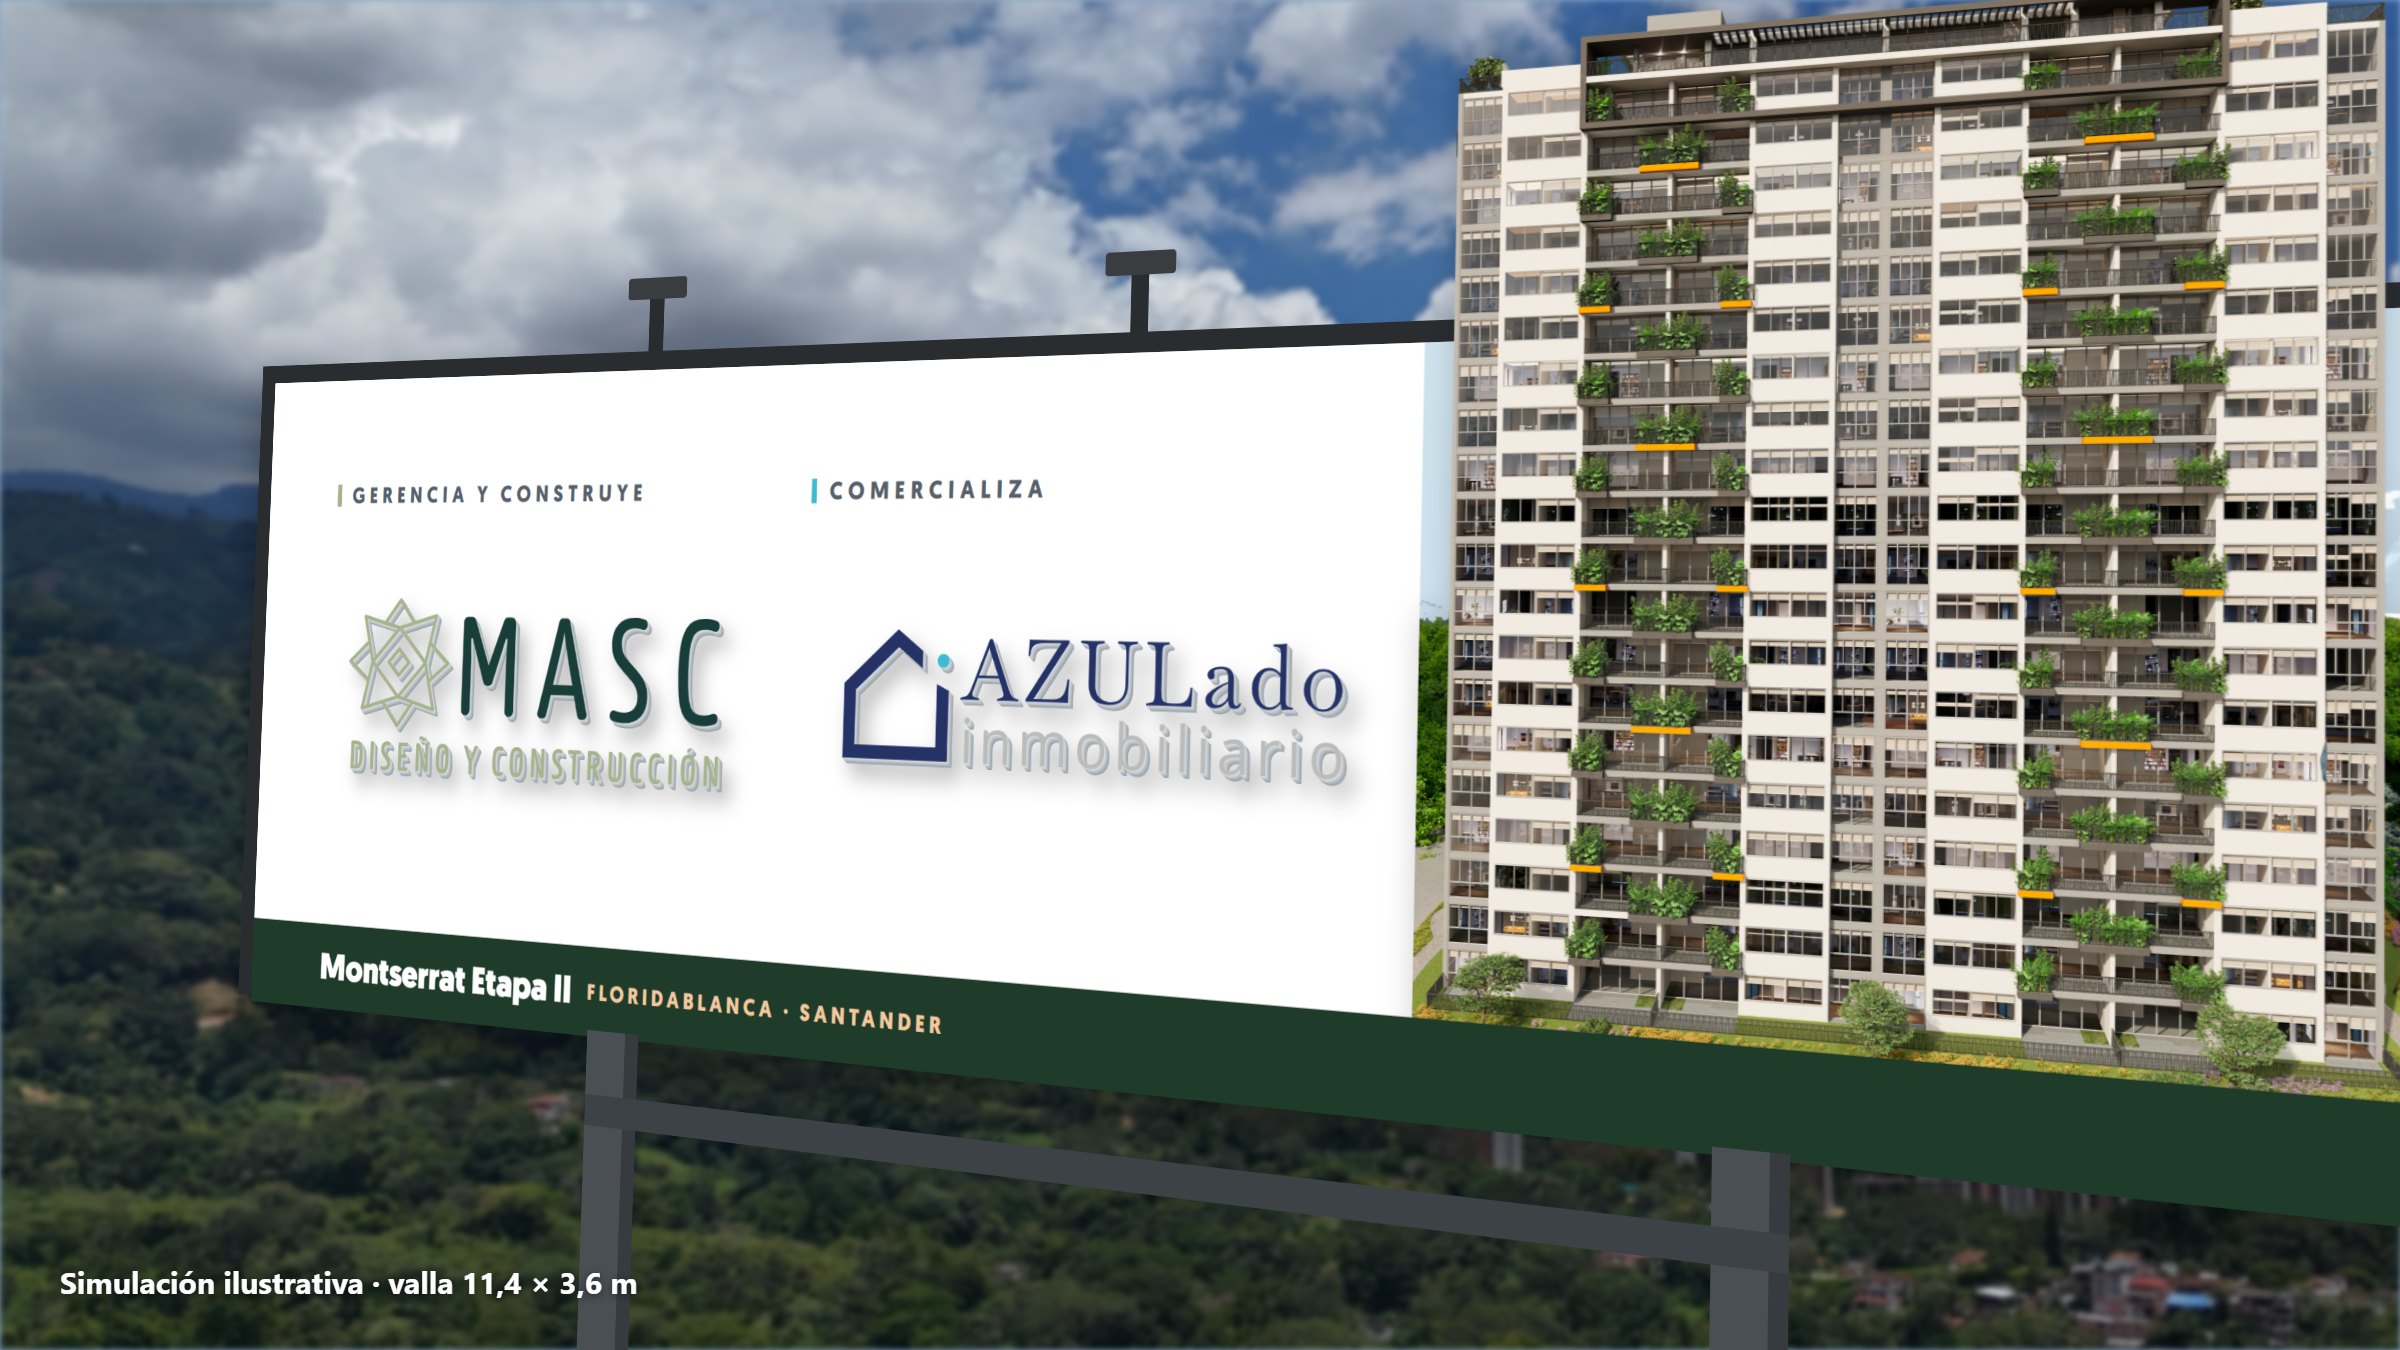 GERENCIA Y CONSTRUYE
COMERCIALIZA
MASC
DISEÑO Y CONSTRUCCIÓN
AZULado
inmobiliario
Montserrat Etapa II FLORIDABLANCA · SANTANDER
Simulación ilustrativa · valla 11,4 × 3,6 m